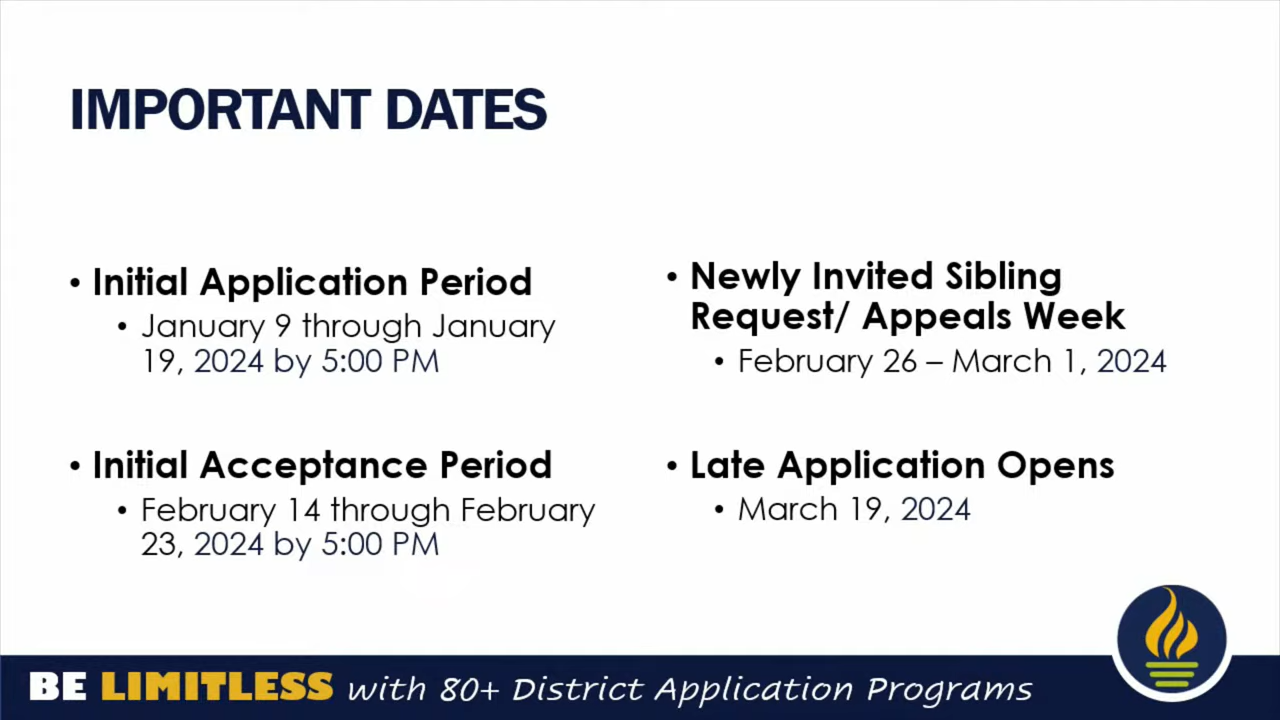 IMPORTANT DATES
• Initial Application Period
• January 9 through January
19, 2024 by 5:00 PM
• Initial Acceptance Period
• February 14 through February
23, 2024 by 5:00 PM
• Newly Invited Sibling
Request/ Appeals Week
• February 26 – March 1, 2024
• Late Application Opens
• March 19, 2024
BE LIMITLESS with 80+ District Application Programs